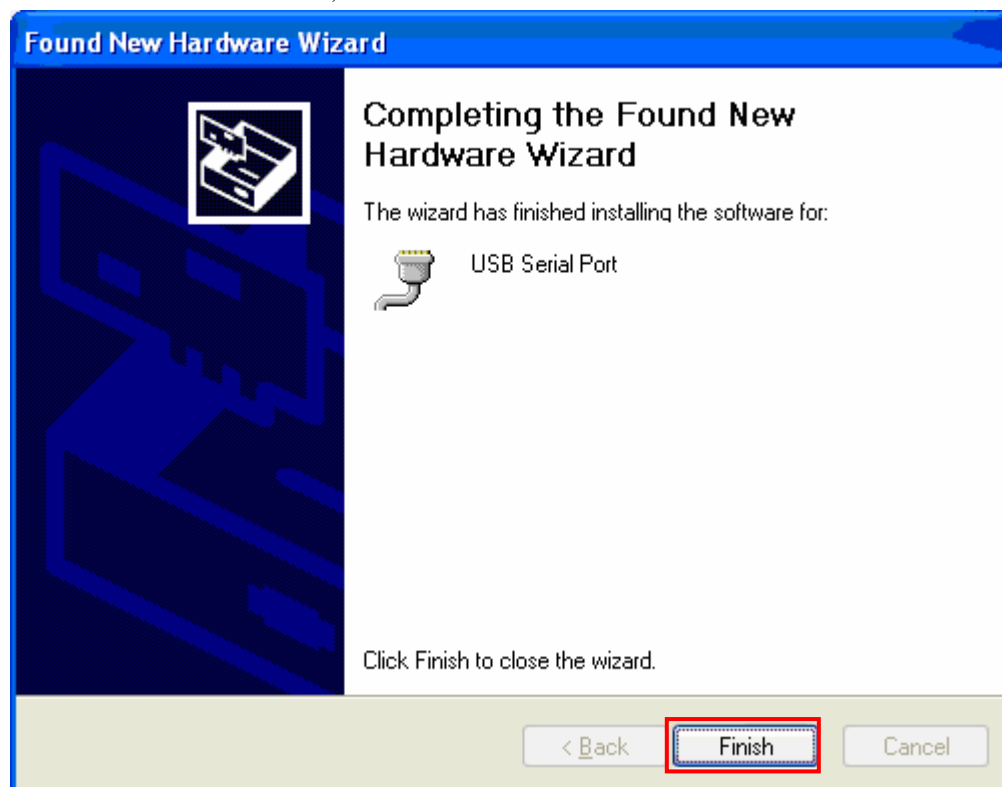 Found New Hardware Wizard
Completing the Found New
Hardware Wizard
The wizard has finished installing the software for:
USB Serial Port
Click Finish to close the wizard.
< Back
Finish
Cancel